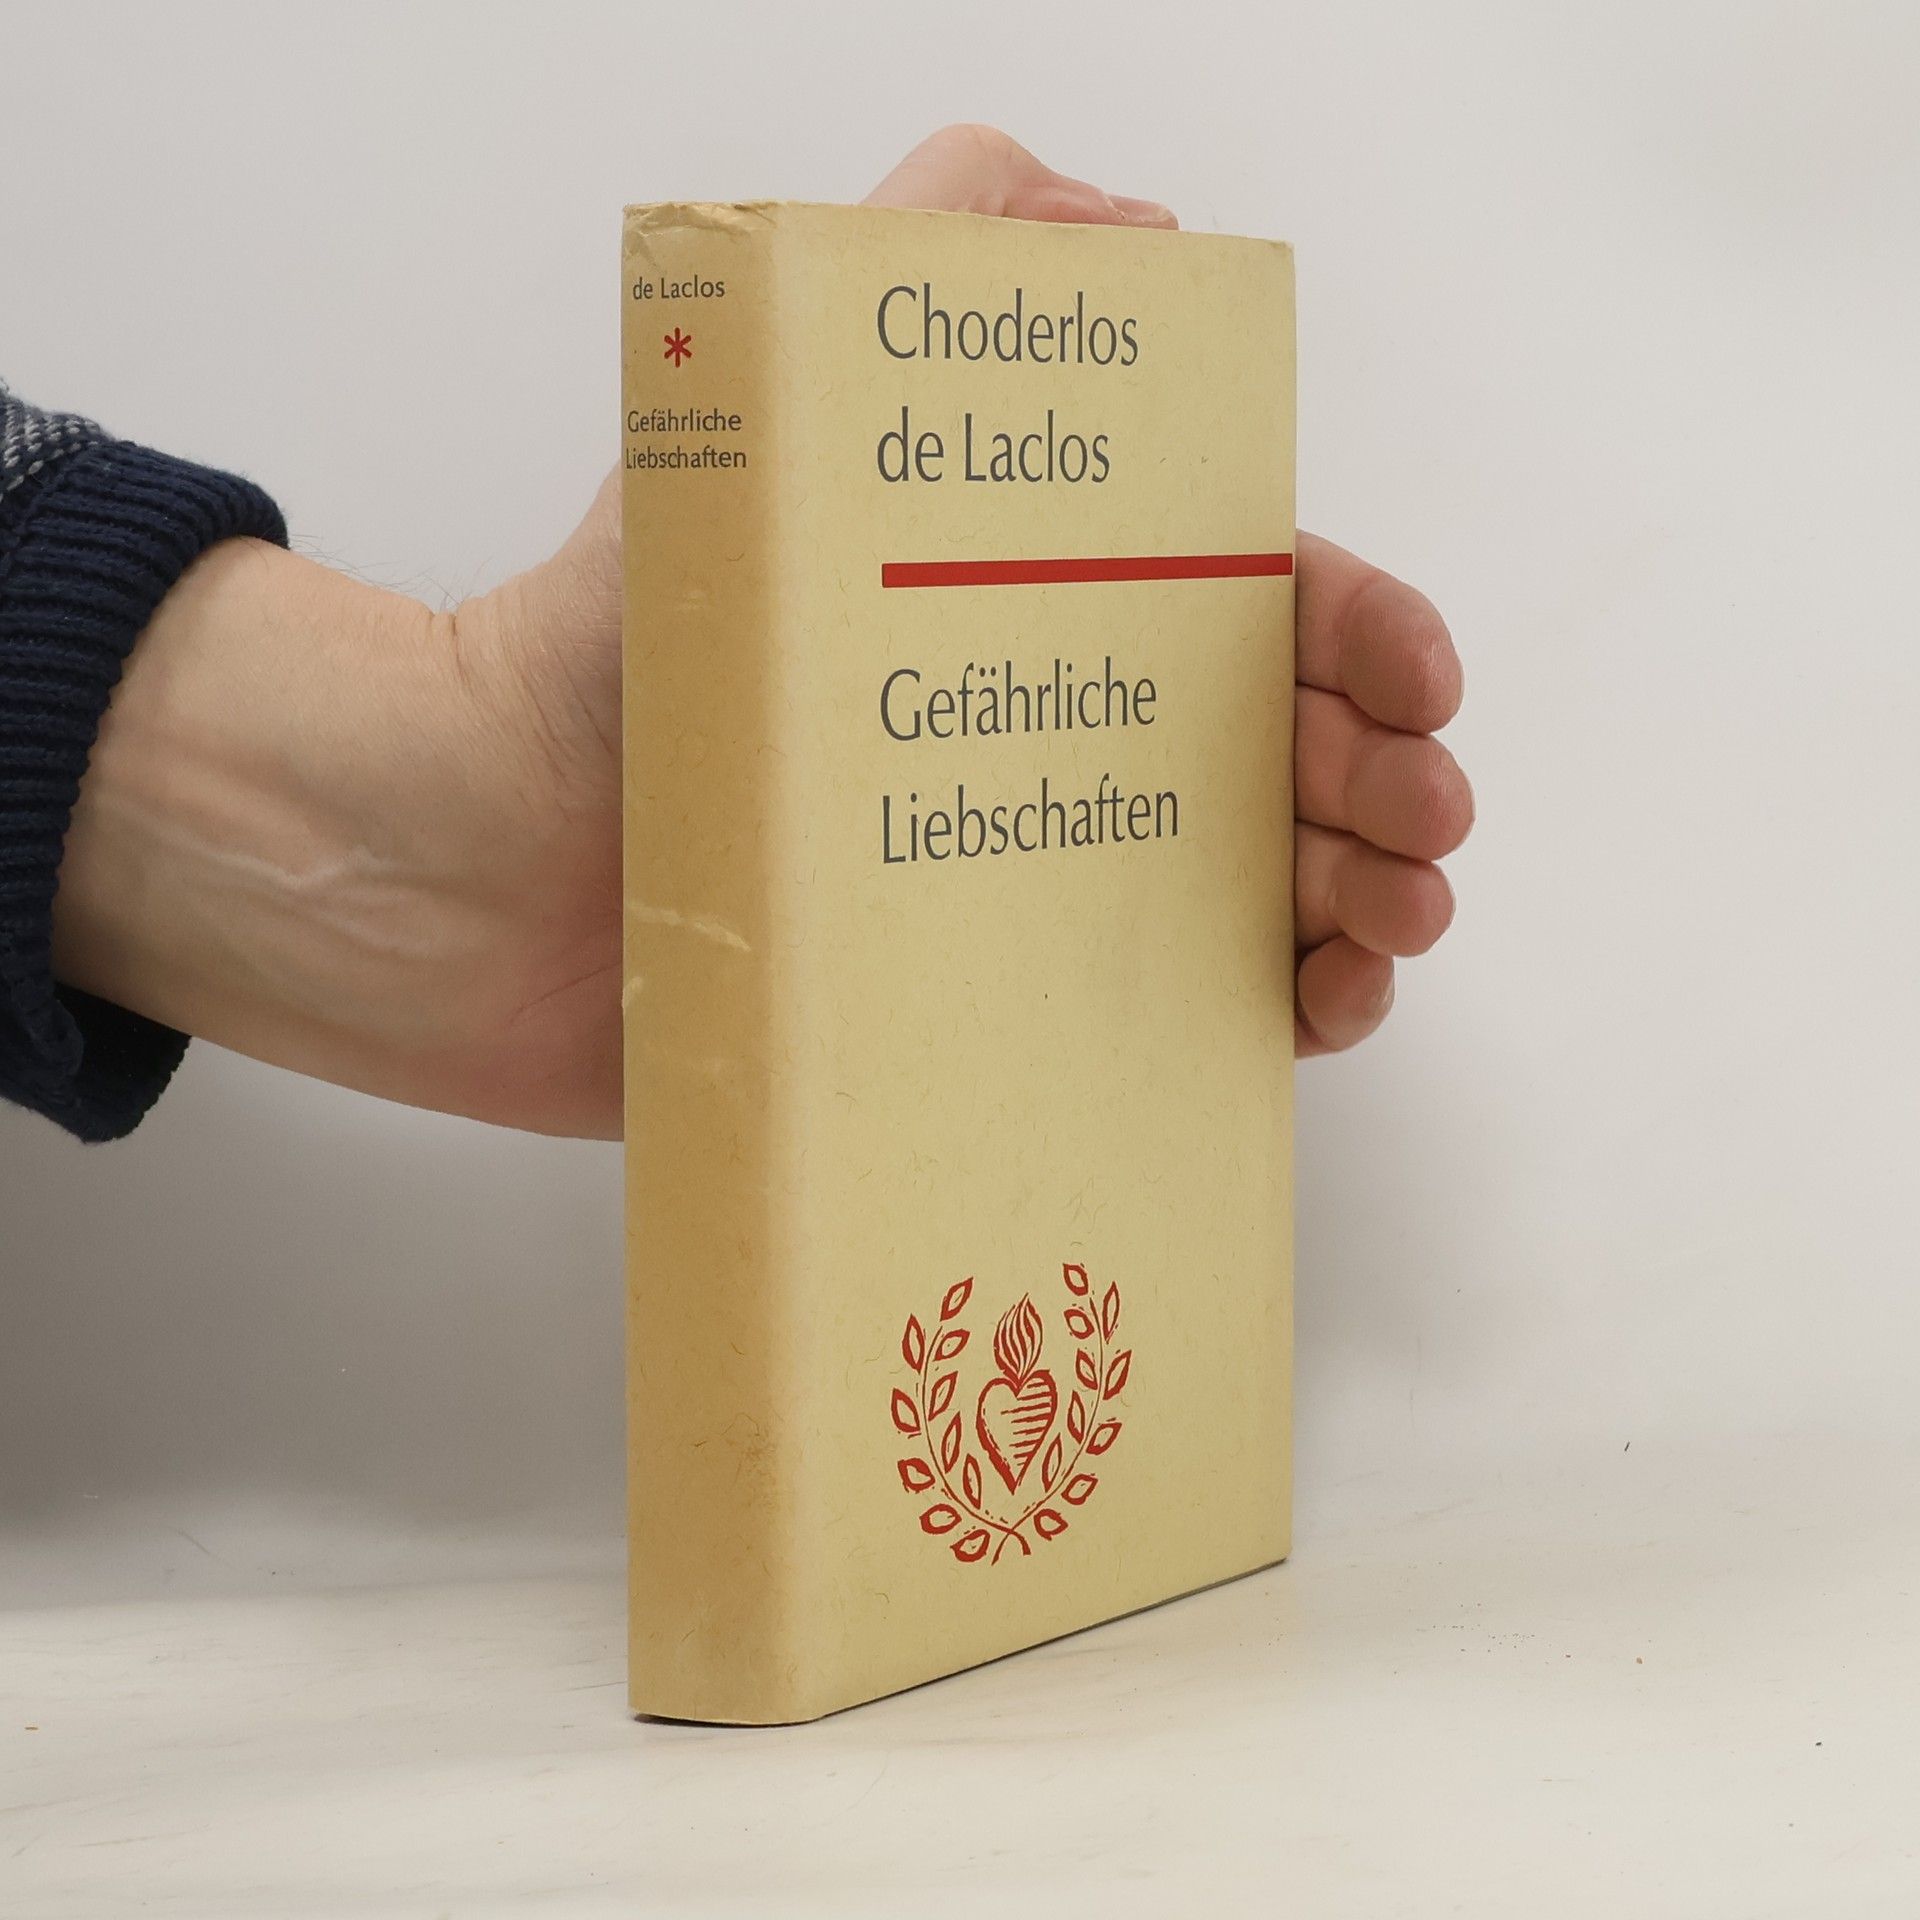 de Laclos
*
Gefährliche
Liebschaften
Choderlos
de Laclos
Gefährliche
Liebschaften